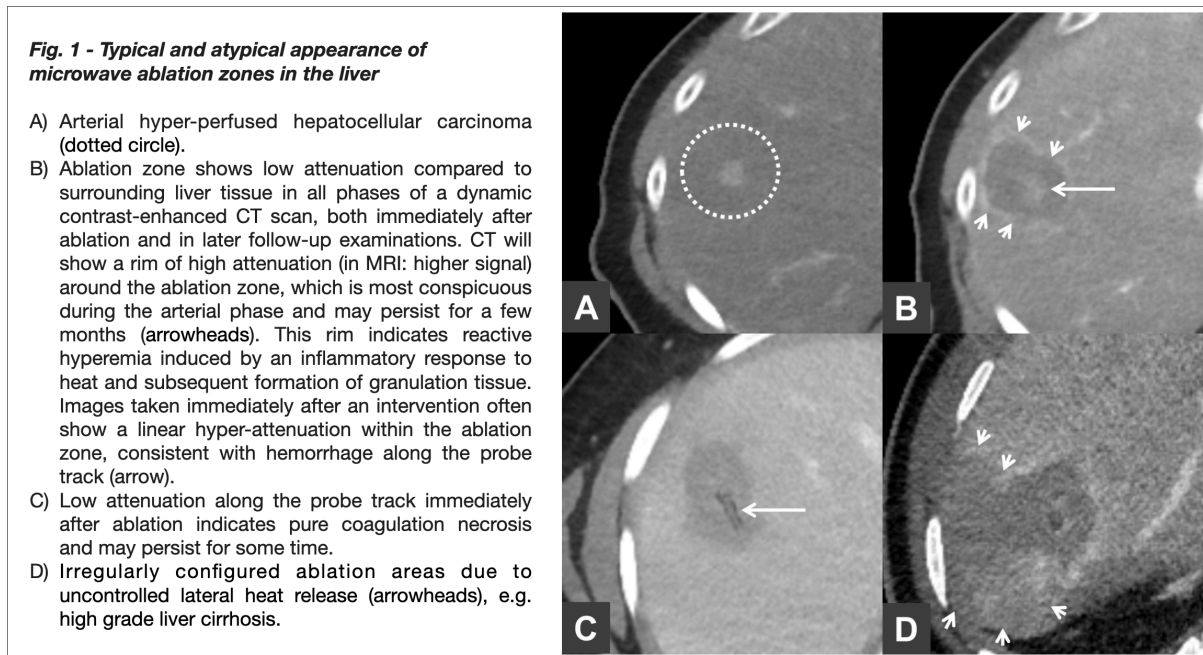 Fig. 1 - Typical and atypical appearance of
microwave ablation zones in the liver
A) Arterial hyper-perfused hepatocellular carcinoma
(dotted circle).
B) Ablation zone shows low attenuation compared to
surrounding liver tissue in all phases of a dynamic
contrast-enhanced CT scan, both immediately after
ablation and in later follow-up examinations. CT will
show a rim of high attenuation (in MRI: higher signal)
around the ablation zone, which is most conspicuous
during the arterial phase and may persist for a few
months (arrowheads). This rim indicates reactive
hyperemia induced by an inflammatory response to
heat and subsequent formation of granulation tissue.
Images taken immediately after an intervention often
show a linear hyper-attenuation within the ablation
zone, consistent with hemorrhage along the probe
track (arrow).
C) Low attenuation along the probe track immediately
after ablation indicates pure coagulation necrosis
and may persist for some time.
D) Irregularly configured ablation areas due to
uncontrolled lateral heat release (arrowheads), e.g.
high grade liver cirrhosis.
A
B
C
D